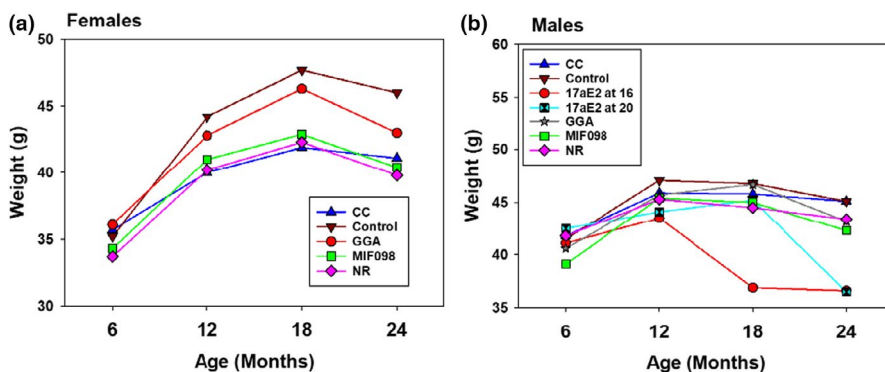 (a) Females
50
45
40
35
30
Weight (g)
CC
Control
GGA
MIF098
NR
6 12 18 24
Age (Months)
(b) Males
60
55
50
45
40
35
Weight (g)
CC
Control
17aE2 at 16
17aE2 at 20
GGA
MIF098
NR
6 12 18 24
Age (Months)